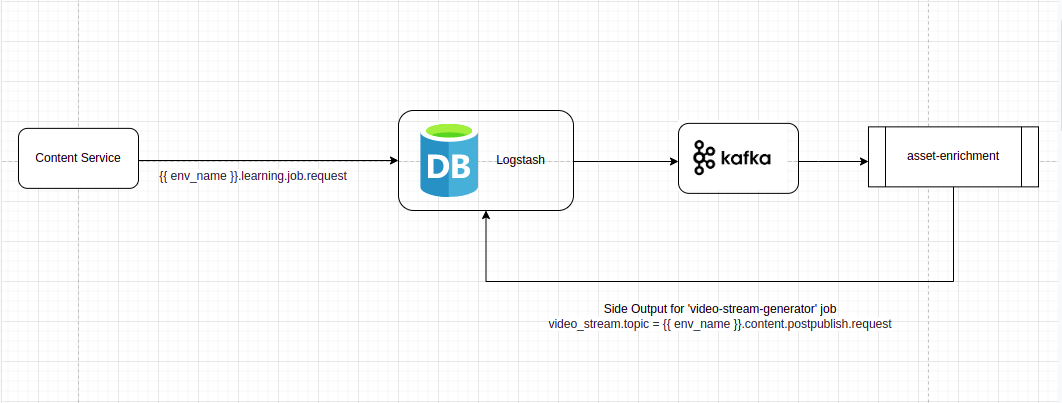 Content Service
{{ env_name }}.learning.job.request
DB
Logstash
kafka
asset-enrichment
Side Output for 'video-stream-generator' job
video_stream.topic = {{ env_name }}.content.postpublish.request